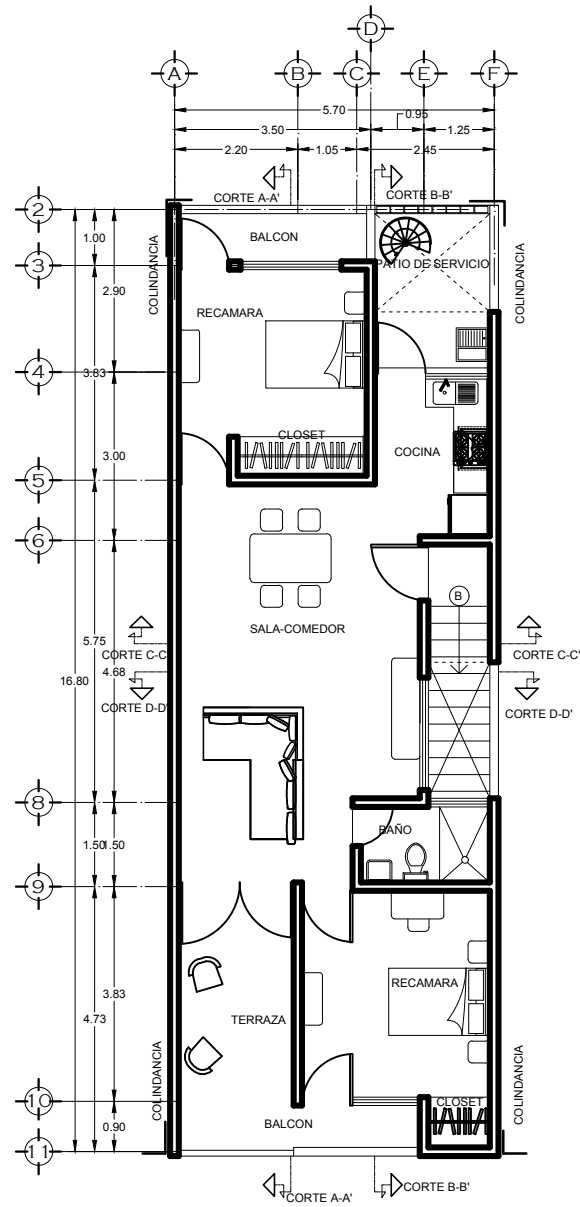 D
A
B
C
E
F
5.70
0.95
3.50
1.25
2.20
1.05
2.45
CORTE A-A'
CORTE B-B'
2
BALCON
1.00
COLINDANCIA
COLINDANCIA
3
PATIO DE SERVICIO
2.90
RECAMARA
4
3.83
CLOSET
COCINA
3.00
5
6
B
SALA-COMEDOR
5.75
CORTE C-C
CORTE C-C'
4.68
16.80
CORTE D-D'
CORTE D-D'
8
BAÑO
1.50
1.50
9
RECAMARA
3.83
TERRAZA
4.73
COLINDANCIA
COLINDANCIA
10
CLOSET
BALCON
0.90
11
CORTE A-A'
CORTE B-B'